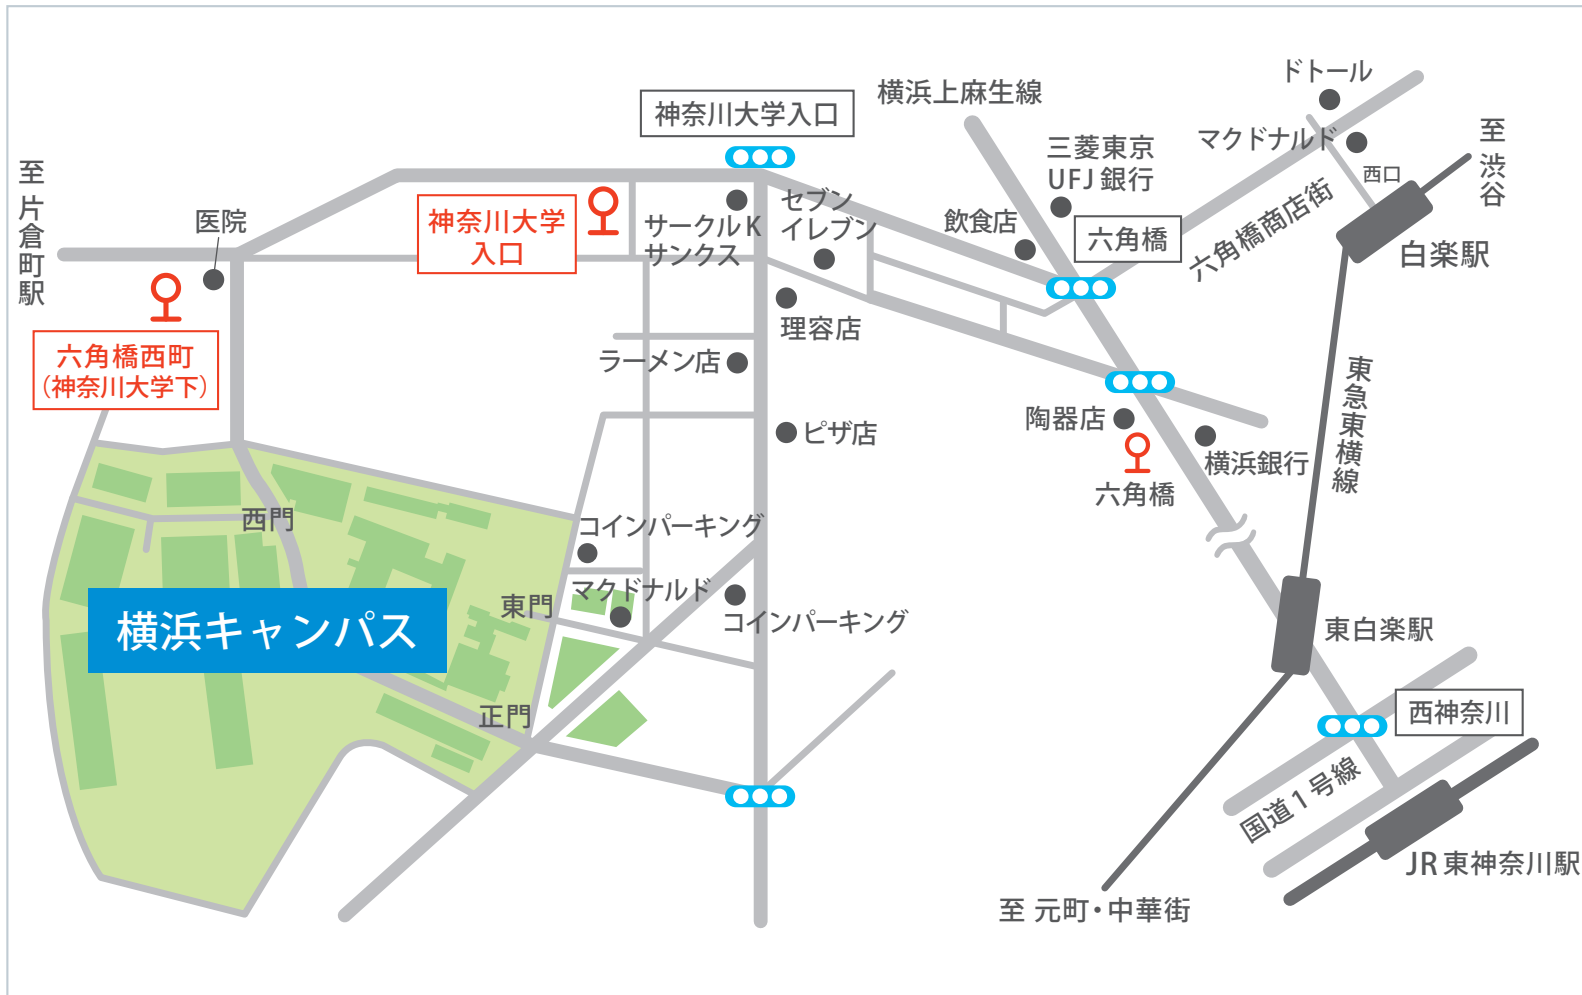 ドトール
横浜上麻生線
神奈川大学入口
マクドナルド
至 渋谷
三菱東京
UFJ 銀行
西口
至 片倉町駅
医院
神奈川大学
入口
サークルK
サンクス
セブン
イレブン
飲食店
六角橋
六角橋商店街
白楽駅
理容店
六角橋西町
(神奈川大学下)
ラーメン店
東急東横線
陶器店
ピザ店
横浜銀行
六角橋
西門
コインパーキング
マクドナルド
東門
コインパーキング
横浜キャンパス
東白楽駅
正門
西神奈川
国道1号線
JR 東神奈川駅
至 元町・中華街